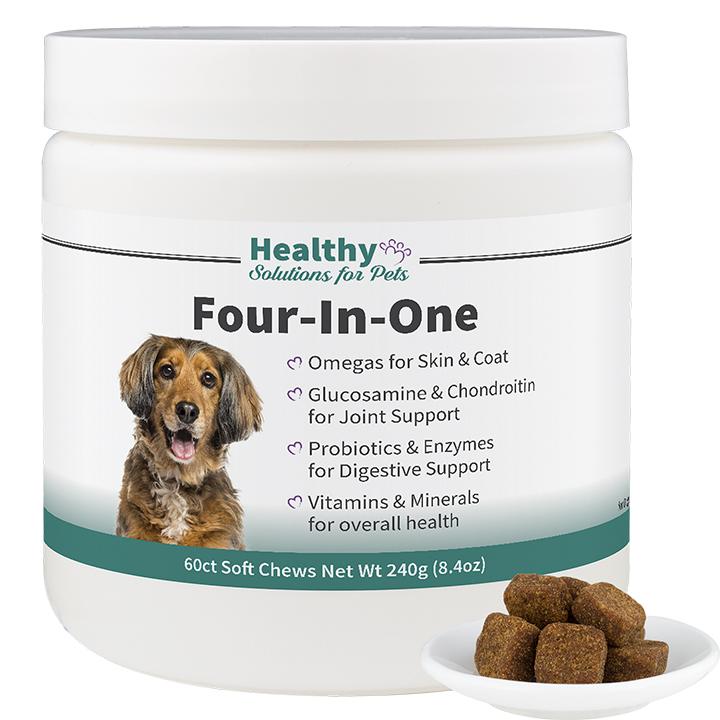 Healthy
Solutions for Pets
Four-In-One
Omegas for Skin & Coat
Glucosamine & Chondroitin
for Joint Support
Probiotics & Enzymes
for Digestive Support
Vitamins & Minerals
for overall health
60ct Soft Chews Net Wt 240g (8.4oz)